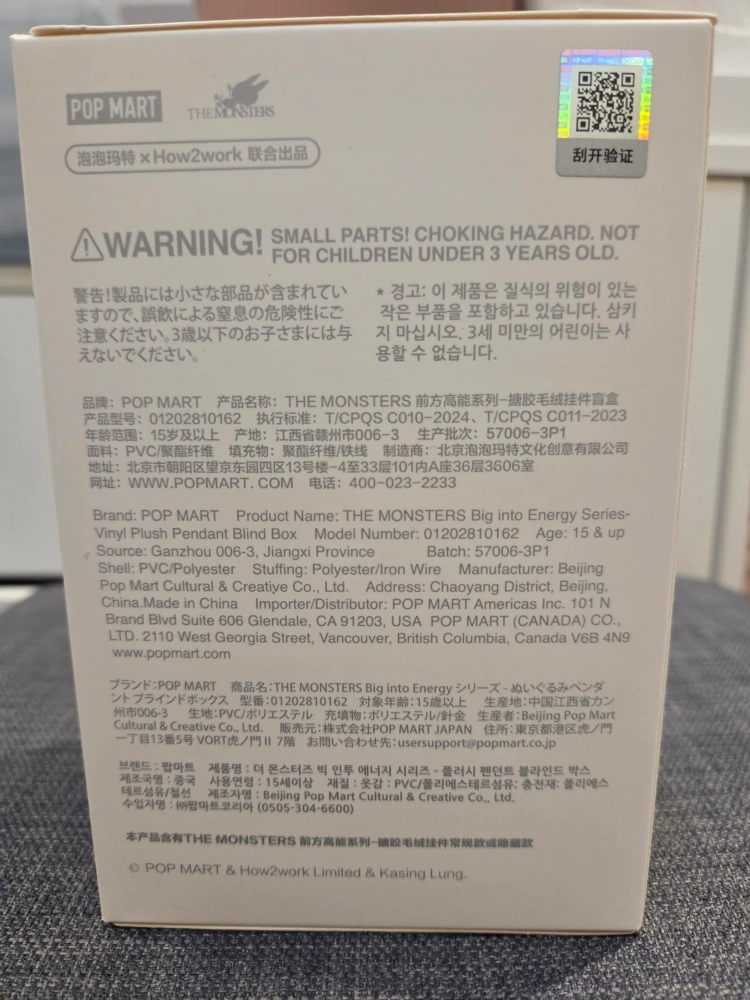 POP MART
THE MONSTERS
泡泡玛特×How2work 联合出品
刮开验证
WARNING! SMALL PARTS! CHOKING HAZARD. NOT
FOR CHILDREN UNDER 3 YEARS OLD.
警告!製品には小さな部品が含まれてい
ますので、誤飲による窒息の危険性にご
注意ください。3歳以下のお子さまには与
えないでください。
* 경고: 이 제품은 질식의 위험이 있는
작은 부품을 포함하고 있습니다. 삼키
지 마십시오. 3세 미만의 어린이는 사
용할 수 없습니다.
品牌: POP MART 产品名称: THE MONSTERS 前方高能系列-搪胶毛绒挂件盲盒
产品型号: 01202810162 执行标准: T/CPQS C010-2024、T/CPQS C011-2023
年龄范围: 15岁及以上 产地: 江西省赣州市006-3 生产批次: 57006-3P1
面料: PVC/聚酯纤维 填充物: 聚酯纤维/铁线 制造商: 北京泡泡玛特文化创意有限公司
地址: 北京市朝阳区望京东园四区13号楼-4至33层101内A座36层3606室
网址: WWW.POPMART.COM 电话: 400-023-2233
Brand: POP MART Product Name: THE MONSTERS Big into Energy Series-
Vinyl Plush Pendant Blind Box Model Number: 01202810162 Age: 15 & up
Source: Ganzhou 006-3, Jiangxi Province Batch: 57006-3P1
Shell: PVC/Polyester Stuffing: Polyester/Iron Wire Manufacturer: Beijing
Pop Mart Cultural & Creative Co., Ltd. Address: Chaoyang District, Beijing,
China.Made in China Importer/Distributor: POP MART Americas Inc. 101 N
Brand Blvd Suite 606 Glendale, CA 91203, USA POP MART (CANADA) CO.,
LTD. 2110 West Georgia Street, Vancouver, British Columbia, Canada V6B 4N9
www.popmart.com
ブランド:POP MART 商品名:THE MONSTERS Big into Energy シリーズ - ぬいぐるみペンダ
ント ブラインドボックス 型番:01202810162 対象年齢:15歳以上 生産地:中国江西省カン
州市006-3 生地:PVC/ポリエステル 充填物:ポリエステル/針金 生産者:Beijing Pop Mart
Cultural & Creative Co., Ltd. 販売元:株式会社POP MART JAPAN 住所:東京都港区虎ノ門
一丁目13番5号 VORT虎ノ門Ⅱ 7階 お問い合わせ先:usersupport@popmart.co.jp
브랜드 : 팝마트 제품명 : 더 몬스터즈 빅 인투 에너지 시리즈 - 플러시 펜던트 블라인드 박스
제조국명 : 중국 사용연령 : 15세이상 재질 : 옷감 : PVC/폴리에스테르섬유: 충전재: 폴리에스
테르섬유/철선 제조자명 : Beijing Pop Mart Cultural & Creative Co., Ltd.
수입자명 : ㈜팝마트코리아 (0505-304-6600)
本产品含有THE MONSTERS 前方高能系列-搪胶毛绒挂件常规款或隐藏款
© POP MART & How2work Limited & Kasing Lung.